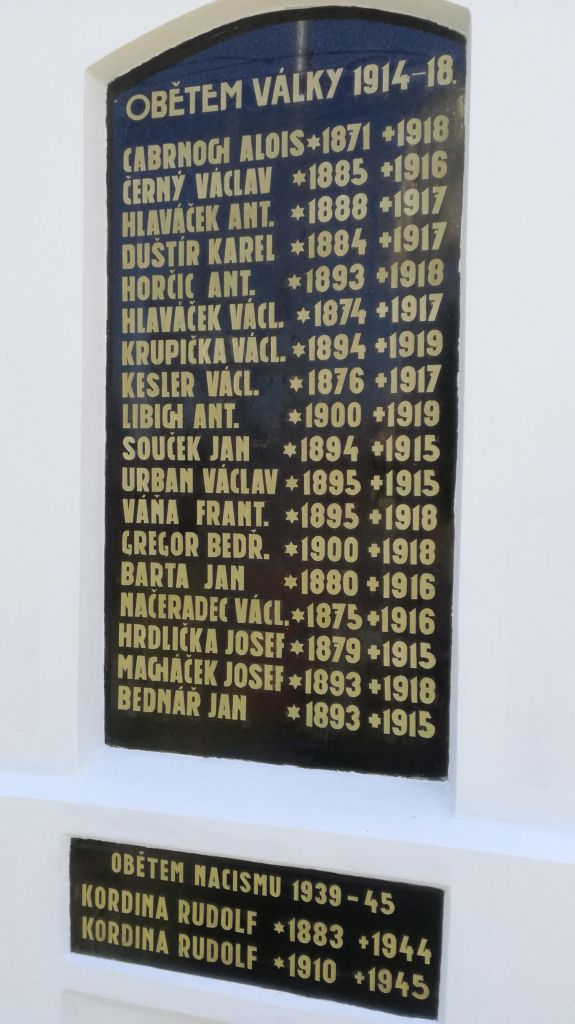 OBĚTEM VÁLKY 1914-18.
CABRNOCH ALOIS *1871 +1918
ČERNÝ VÁCLAV *1885 +1916
HLAVÁČEK ANT. *1888 +1917
DUŠTÍR KAREL *1884 +1917
HORČIC ANT. *1893 +1918
HLAVÁČEK VÁCL. *1874 +1917
KRUPIČKA VÁCL. *1894 +1919
KESLER VÁCL. *1876 +1917
LIBICH ANT. *1900 +1919
SOUČEK JAN *1894 +1915
URBAN VÁCLAV *1895 +1915
VÁŇA FRANT. *1895 +1918
GREGOR BEDŘ. *1900 +1918
BARTA JAN *1880 +1916
NAČERADEC VÁCL. *1875 +1916
HRDLIČKA JOSEF *1879 +1915
MACHÁČEK JOSEF *1893 +1918
BEDNÁŘ JAN *1893 +1915
OBĚTEM NACISMU 1939-45
KORDINA RUDOLF *1883 +1944
KORDINA RUDOLF *1910 +1945